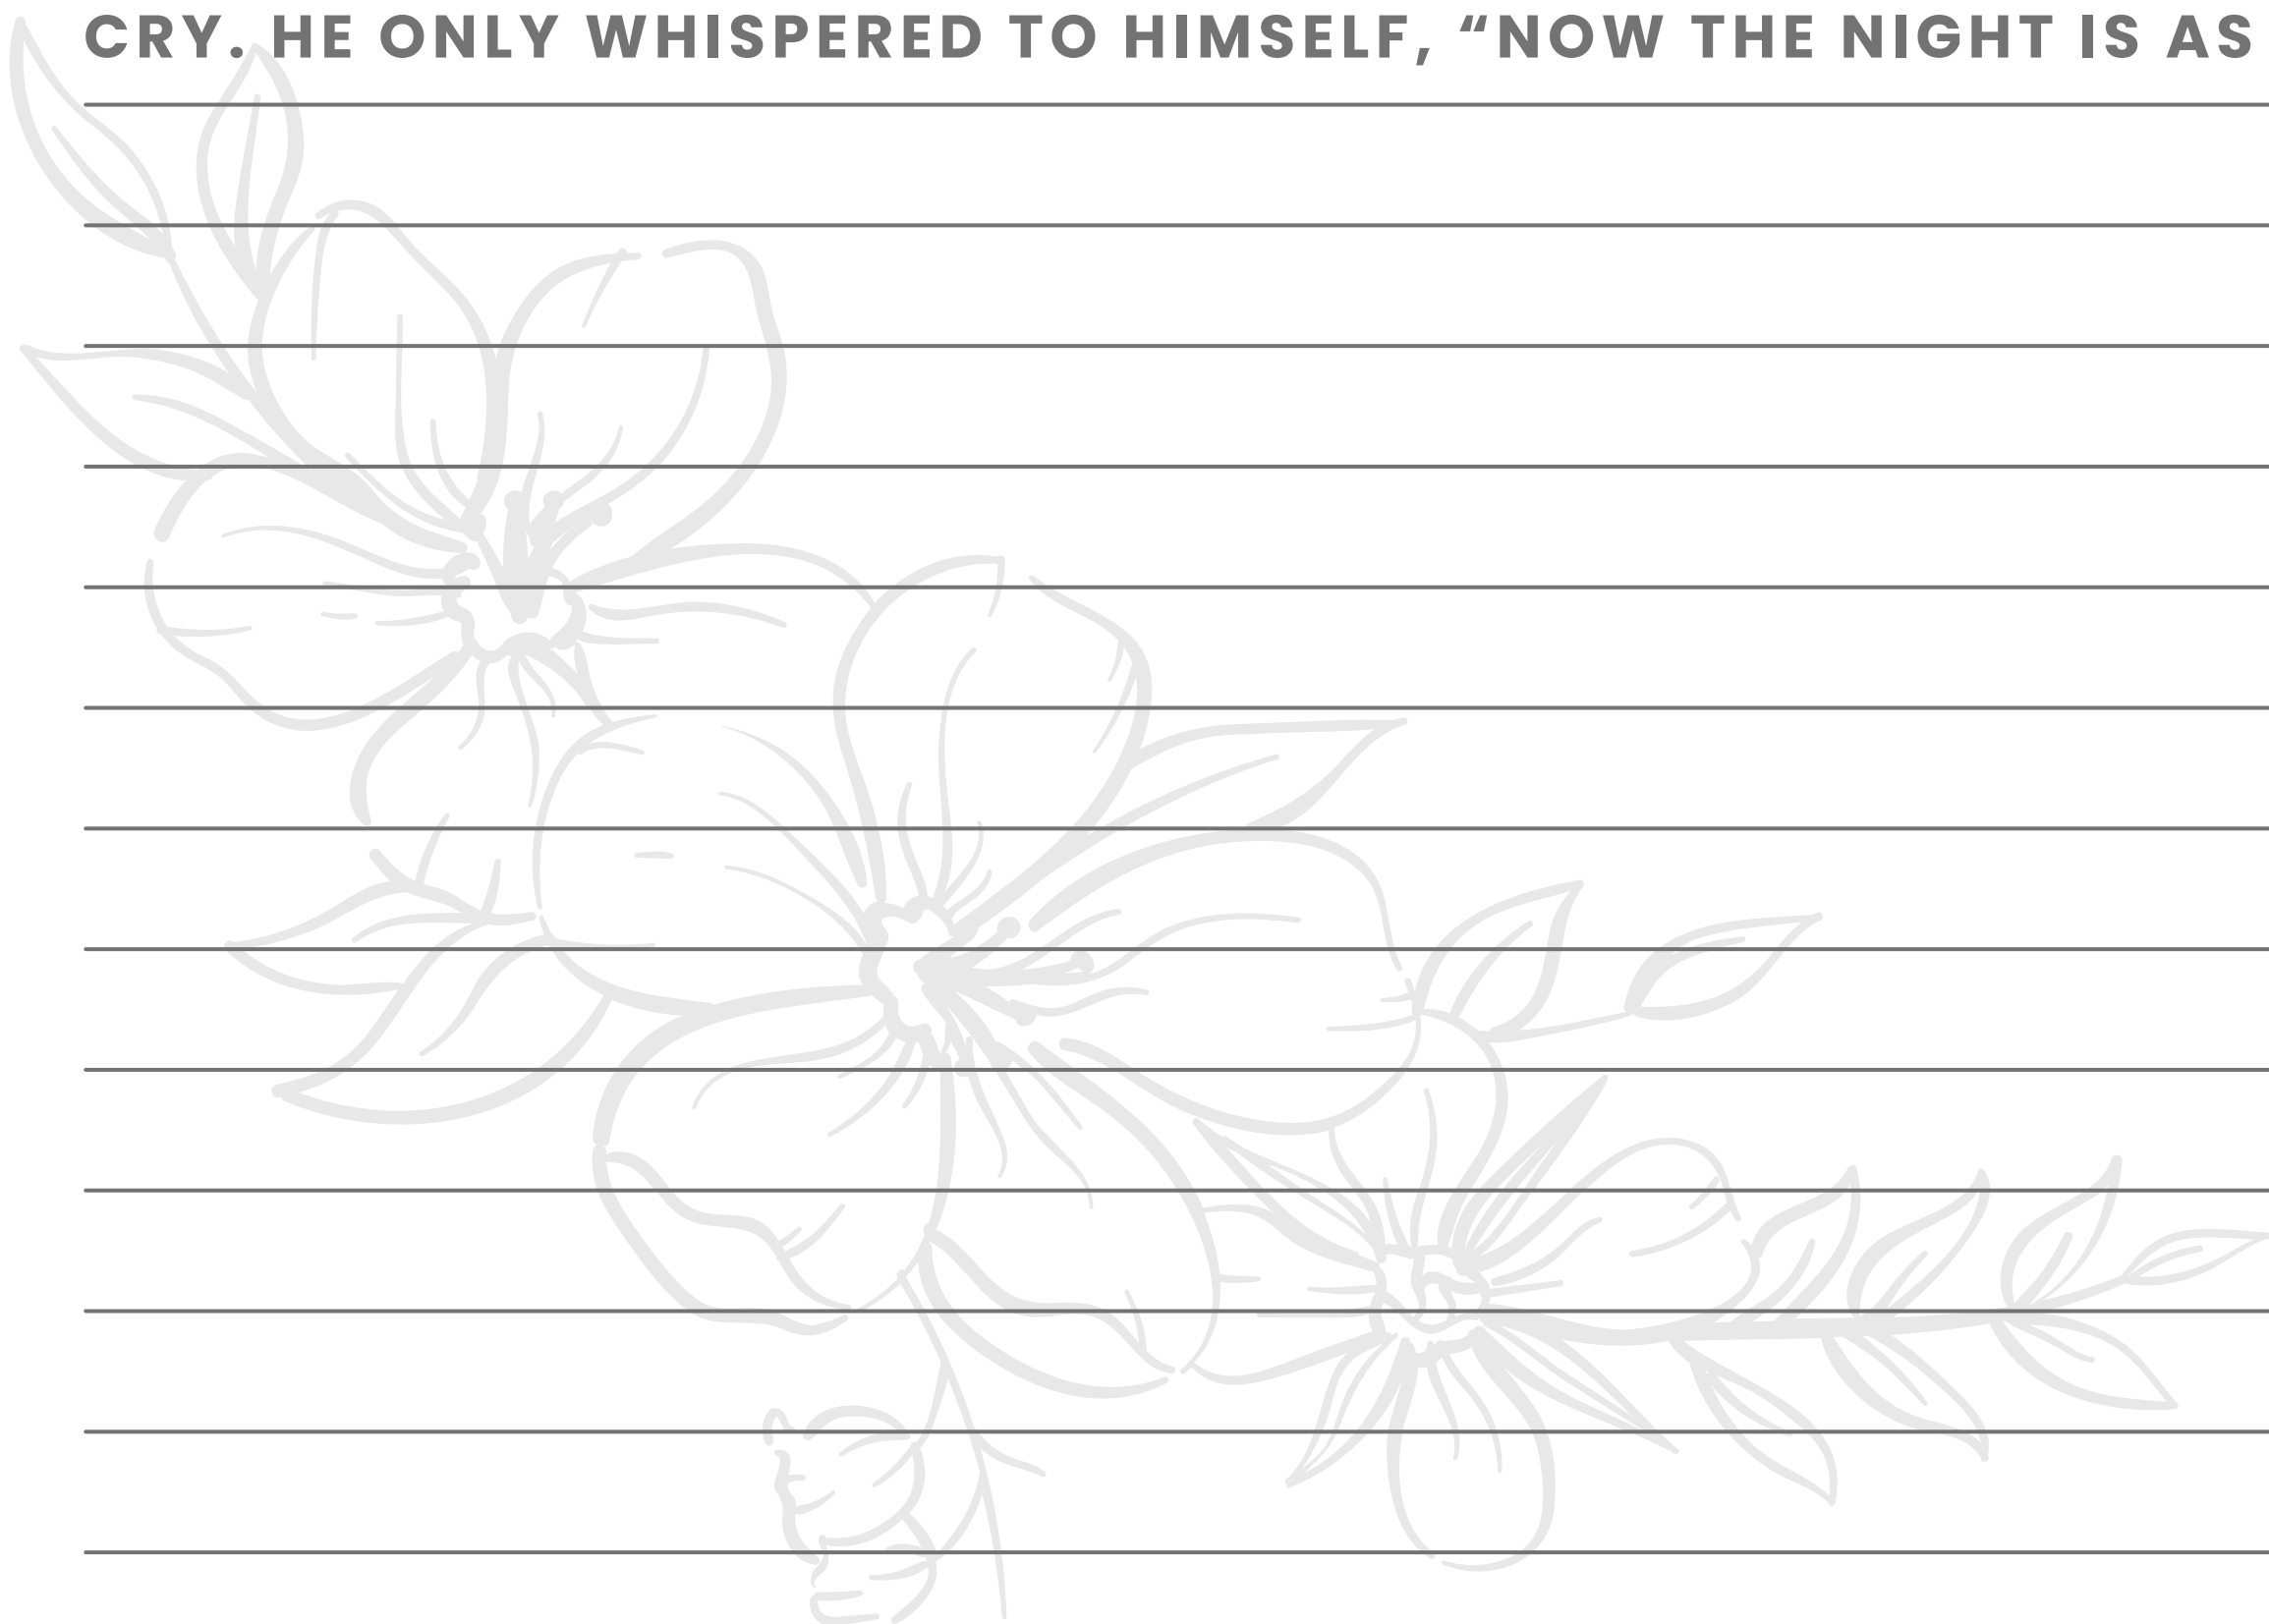 CRY. HE ONLY WHISPERED TO HIMSELF, “NOW THE NIGHT IS AS